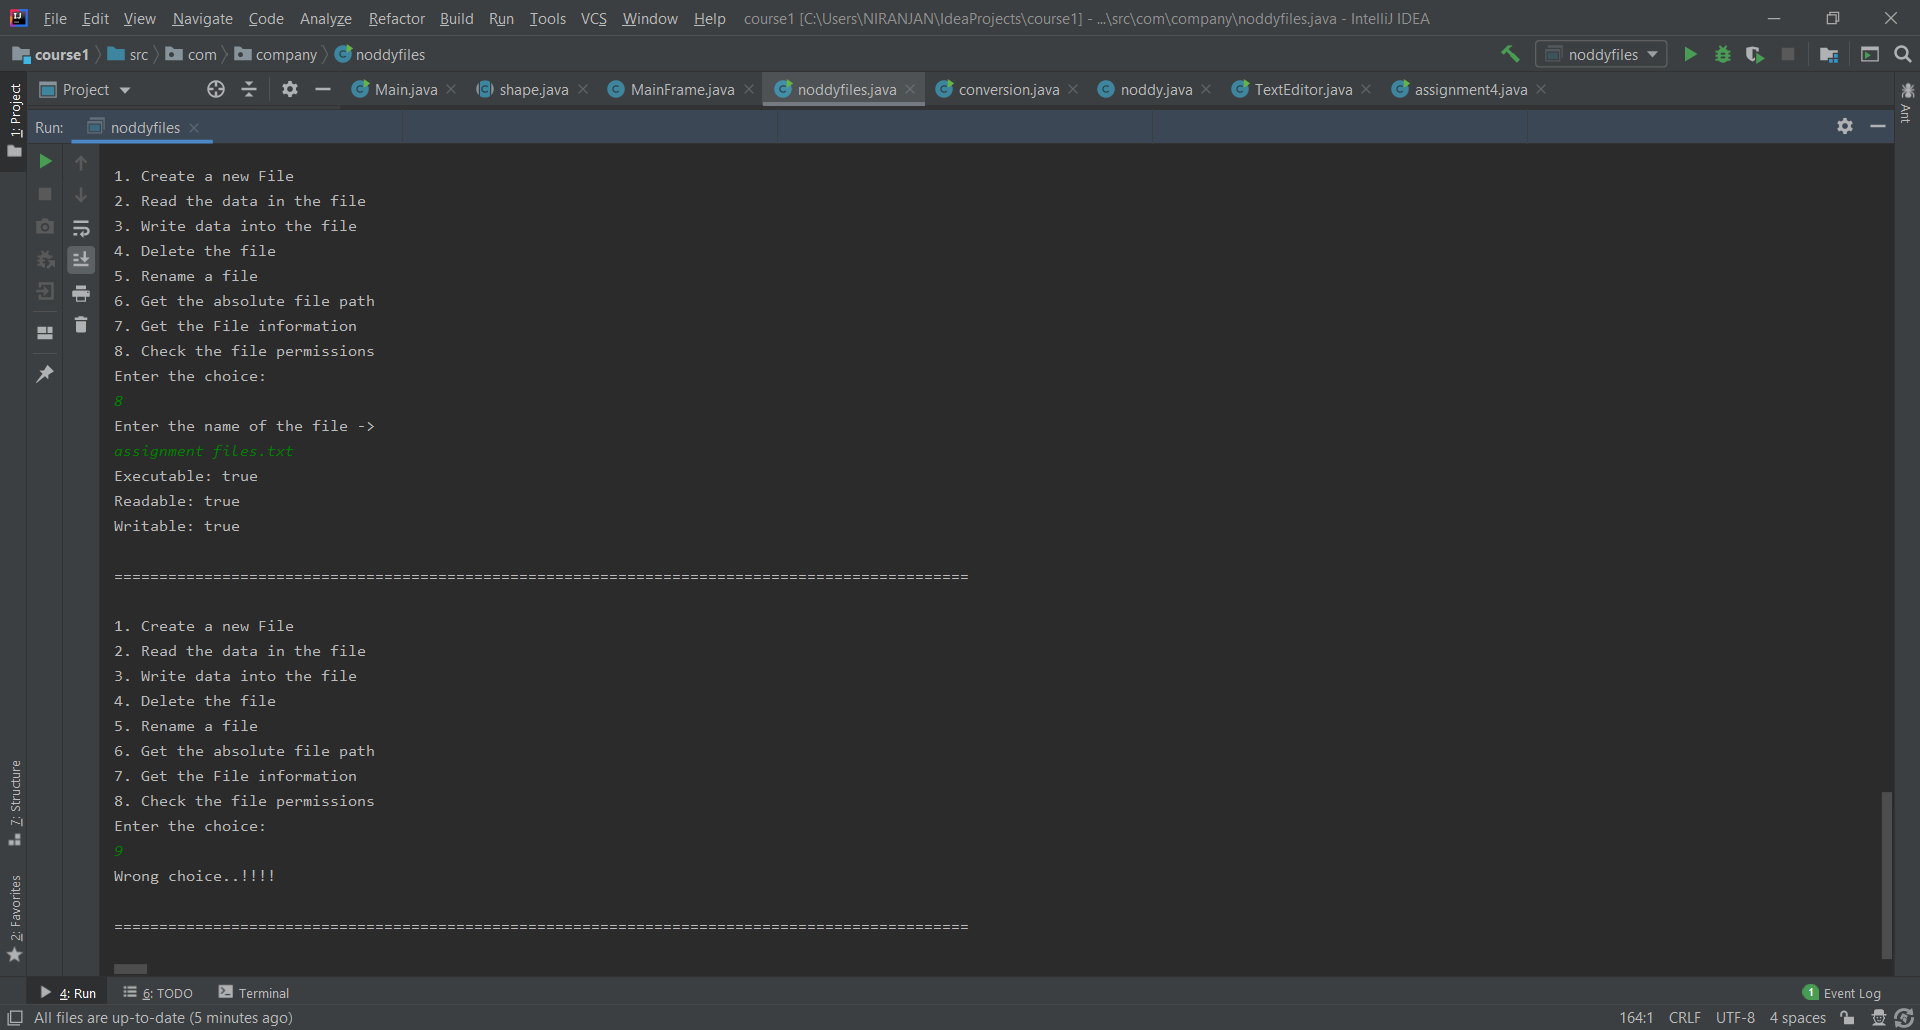 File Edit View Navigate Code Analyze Refactor Build Run Tools VCS Window Help course1 [C:\Users\NIRANJAN\IdeaProjects\course1] - ...\src\com\company\noddyfiles.java - IntelliJ IDEA
course1 src com company noddyfiles noddyfiles
Project Main.java shape.java MainFrame.java noddyfiles.java conversion.java noddy.java TextEditor.java assignment4.java
1: Project
Ant
Run: noddyfiles
1. Create a new File
2. Read the data in the file
3. Write data into the file
4. Delete the file
5. Rename a file
6. Get the absolute file path
7. Get the File information
8. Check the file permissions
Enter the choice:
8
Enter the name of the file ->
assignment files.txt
Executable: true
Readable: true
Writable: true
===============================================================================================
1. Create a new File
2. Read the data in the file
3. Write data into the file
4. Delete the file
5. Rename a file
6. Get the absolute file path
7. Get the File information
8. Check the file permissions
Enter the choice:
9
Wrong choice..!!!!
===============================================================================================
7: Structure
2: Favorites
4: Run 6: TODO Terminal 1 Event Log
All files are up-to-date (5 minutes ago) 164:1 CRLF UTF-8 4 spaces